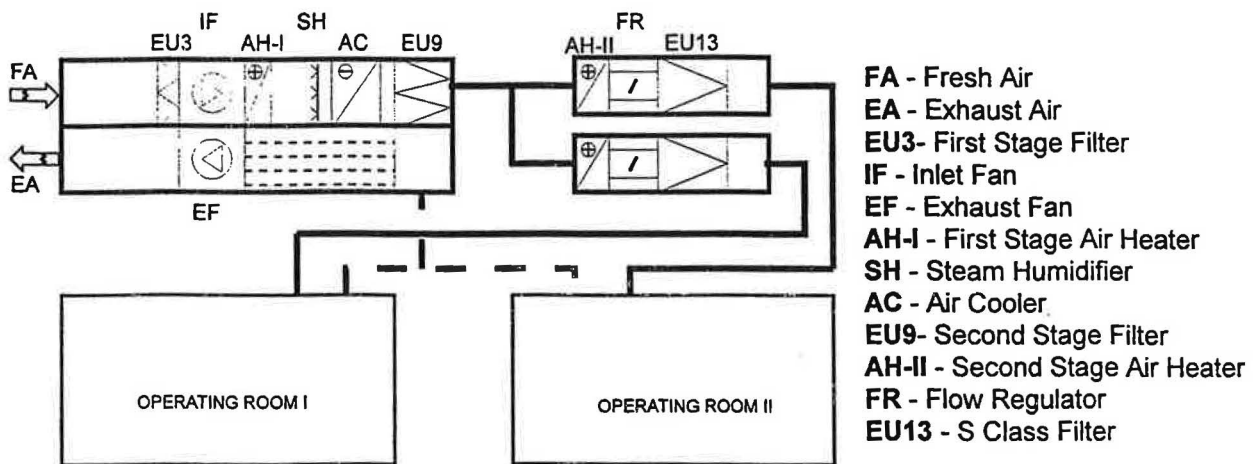 IF SH FR
EU3 AH-I AC EU9 AH-II EU13
FA
EA
EF
OPERATING ROOM I
OPERATING ROOM II
FA - Fresh Air
EA - Exhaust Air
EU3- First Stage Filter
IF - Inlet Fan
EF - Exhaust Fan
AH-I - First Stage Air Heater
SH - Steam Humidifier
AC - Air Cooler
EU9- Second Stage Filter
AH-II - Second Stage Air Heater
FR - Flow Regulator
EU13 - S Class Filter